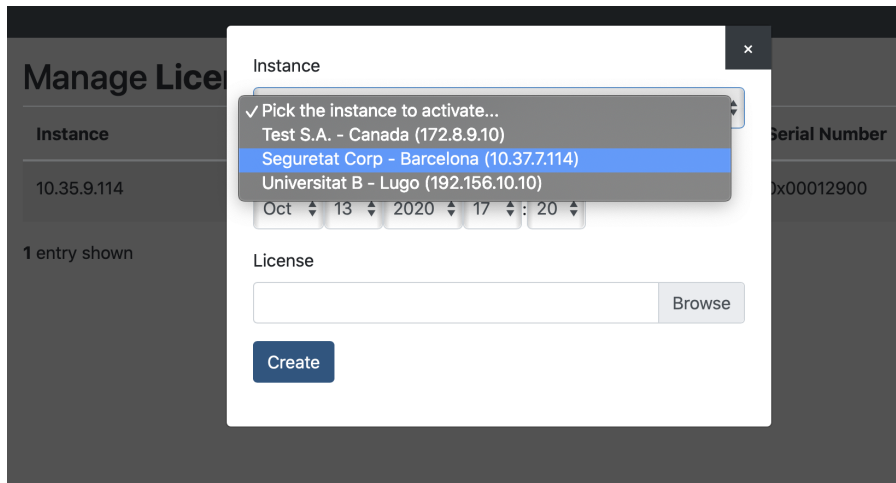 Manage Licen
Instance
Serial Number
10.35.9.114
0x00012900
1 entry shown
×
Instance
✓ Pick the instance to activate...
Test S.A. - Canada (172.8.9.10)
Seguretat Corp - Barcelona (10.37.7.114)
Universitat B - Lugo (192.156.10.10)
Oct 13 2020 17 : 20
License
Browse
Create